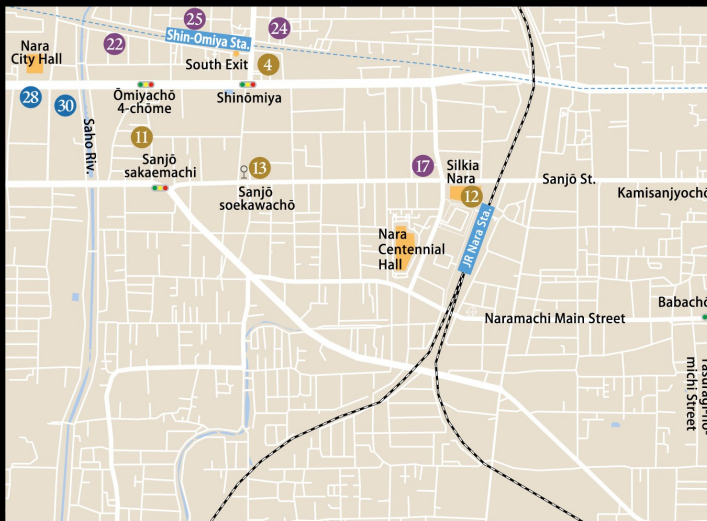 25
24
22
Shin-Omiya Sta.
Nara
City Hall
South Exit
4
28
30
Ōmiyachō
4-chōme
Shinōmiya
Saho Riv.
11
Sanjō
sakaemachi
13
Sanjō
soekawachō
17
Silkia
Nara
12
Sanjō St.
Kamisanjyochō
Nara
Centennial
Hall
JR Nara Sta.
Naramachi Main Street
Babachō
michi Street